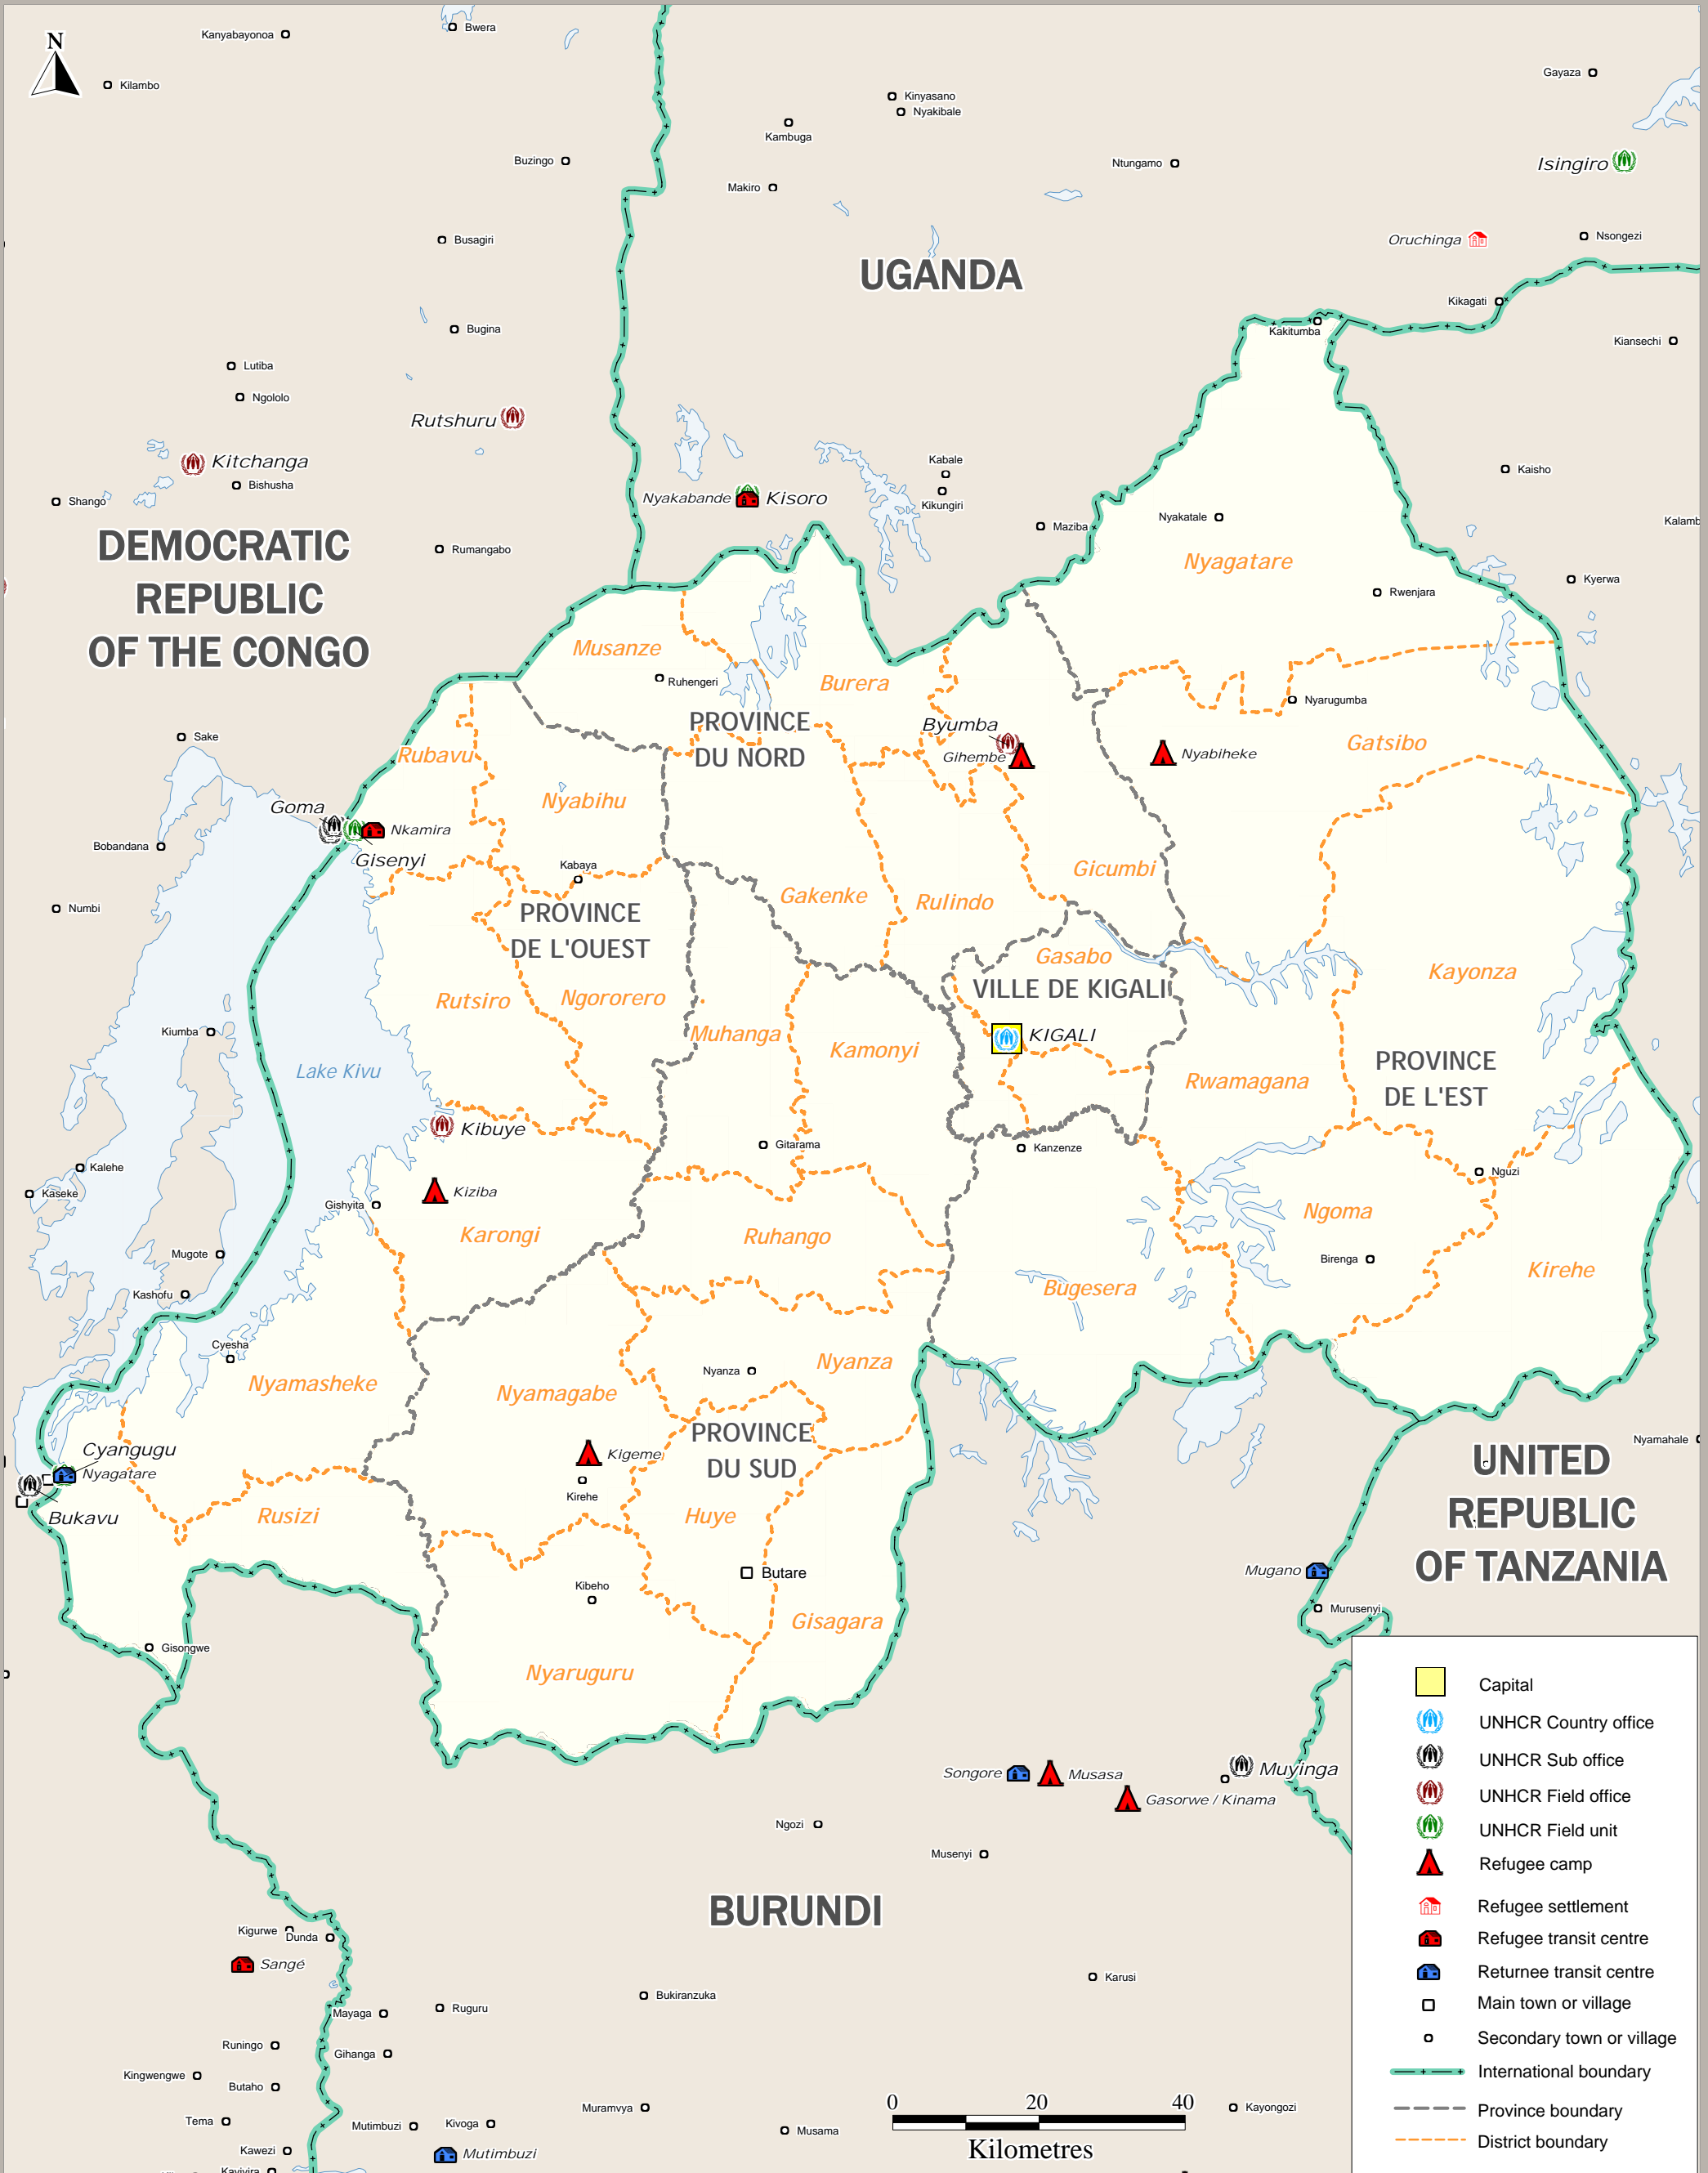 N
Kanyabayonoa
Bwera
Kilambo
Gayaza
Kinyasano
Nyakibale
Kambuga
Buzingo
Ntungamo
Isingiro
Makiro
Busagiri
Oruchinga
Nsongezi
UGANDA
Kikagati
Bugina
Kakitumba
Kiansechi
Lutiba
Ngololo
Rutshuru
Kitchanga
Bishusha
Kabale
Kaisho
Shango
Nyakabande
Kisoro
Kikungiri
Maziba
Nyakatale
Kalamb
DEMOCRATIC
REPUBLIC
OF THE CONGO
Rumangabo
Nyagatare
Kyerwa
Rwenjara
Musanze
Ruhengeri
Burera
Nyarugumba
PROVINCE
DU NORD
Byumba
Gihembe
Nyabiheke
Gatsibo
Sake
Rubavu
Nyabihu
Goma
Nkamira
Gisenyi
Bobandana
Kabaya
Gicumbi
Gakenke
Rulindo
Numbi
PROVINCE
DE L'OUEST
Gasabo
Kayonza
VILLE DE KIGALI
Rutsiro
Ngororero
Kiumba
Muhanga
Kamonyi
KIGALI
Lake Kivu
PROVINCE
DE L'EST
Rwamagana
Kibuye
Gitarama
Kanzenze
Kalehe
Kaseke
Nguzi
Kiziba
Gishyita
Karongi
Ruhango
Ngoma
Mugote
Birenga
Kirehe
Kashofu
Bugesera
Cyesha
Nyamasheke
Nyamagabe
Nyanza
Nyanza
PROVINCE
DU SUD
Cyangugu
Nyagatare
Kigeme
Kirehe
Nyamahale
UNITED
REPUBLIC
OF TANZANIA
Bukavu
Rusizi
Huye
Butare
Mugano
Kibeho
Murusenyi
Gisagara
Gisongwe
Nyaruguru
Songore
Musasa
Muyinga
Gasorwe / Kinama
Ngozi
Musenyi
BURUNDI
Kigurwe
Dunda
Sangé
Karusi
Bukiranzuka
Mayaga
Ruguru
Runingo
Gihanga
Kingwengwe
Butaho
Muramvya
Kayongozi
Tema
Mutimbuzi
Kivoga
Musama
Kawezi
Mutimbuzi
Kavivira
0 20 40
Kilometres
Capital
UNHCR Country office
UNHCR Sub office
UNHCR Field office
UNHCR Field unit
Refugee camp
Refugee settlement
Refugee transit centre
Returnee transit centre
Main town or village
Secondary town or village
International boundary
Province boundary
District boundary